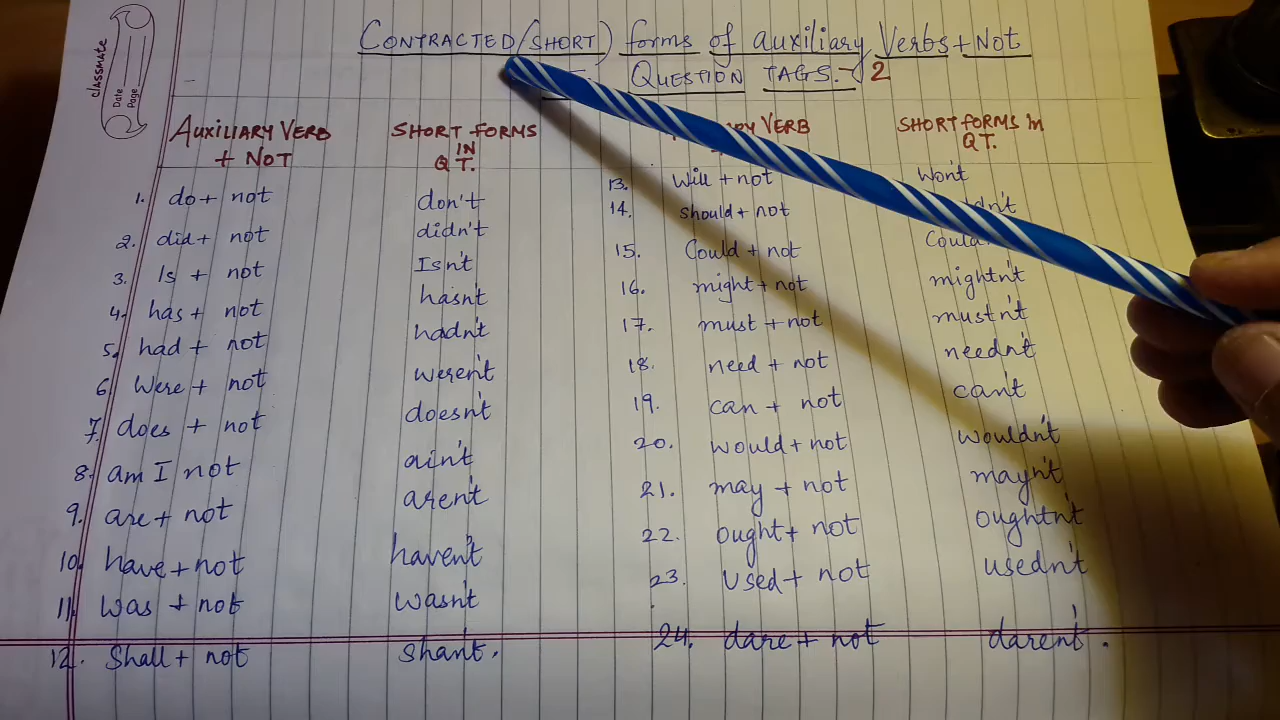 classmate
Date
Page
CONTRACTED/(SHORT) forms of auxiliary Verbs + Not
QUESTION TAGS.- 2
AUXILIARY VERB + NOT
SHORT FORMS IN Q T.
VERB
SHORT FORMS IN QT.
1. do + not don't
2. did + not didn't
3. Is + not Isn't
4. has + not hasn't
5. had + not hadn't
6. Were + not weren't
7. does + not doesn't
8. am I not ain't
9. are + not aren't
10. have + not haven't
11. Was + not Wasn't
12. Shall + not shan't.
13. Will + not Won't
14. should + not
15. Could + not
16. might + not mightn't
17. must + not mustn't
18. need + not needn't
19. can + not can't
20. would + not wouldn't
21. may + not mayn't
22. ought + not oughtn't
23. Used + not usedn't
24. dare + not daren't.